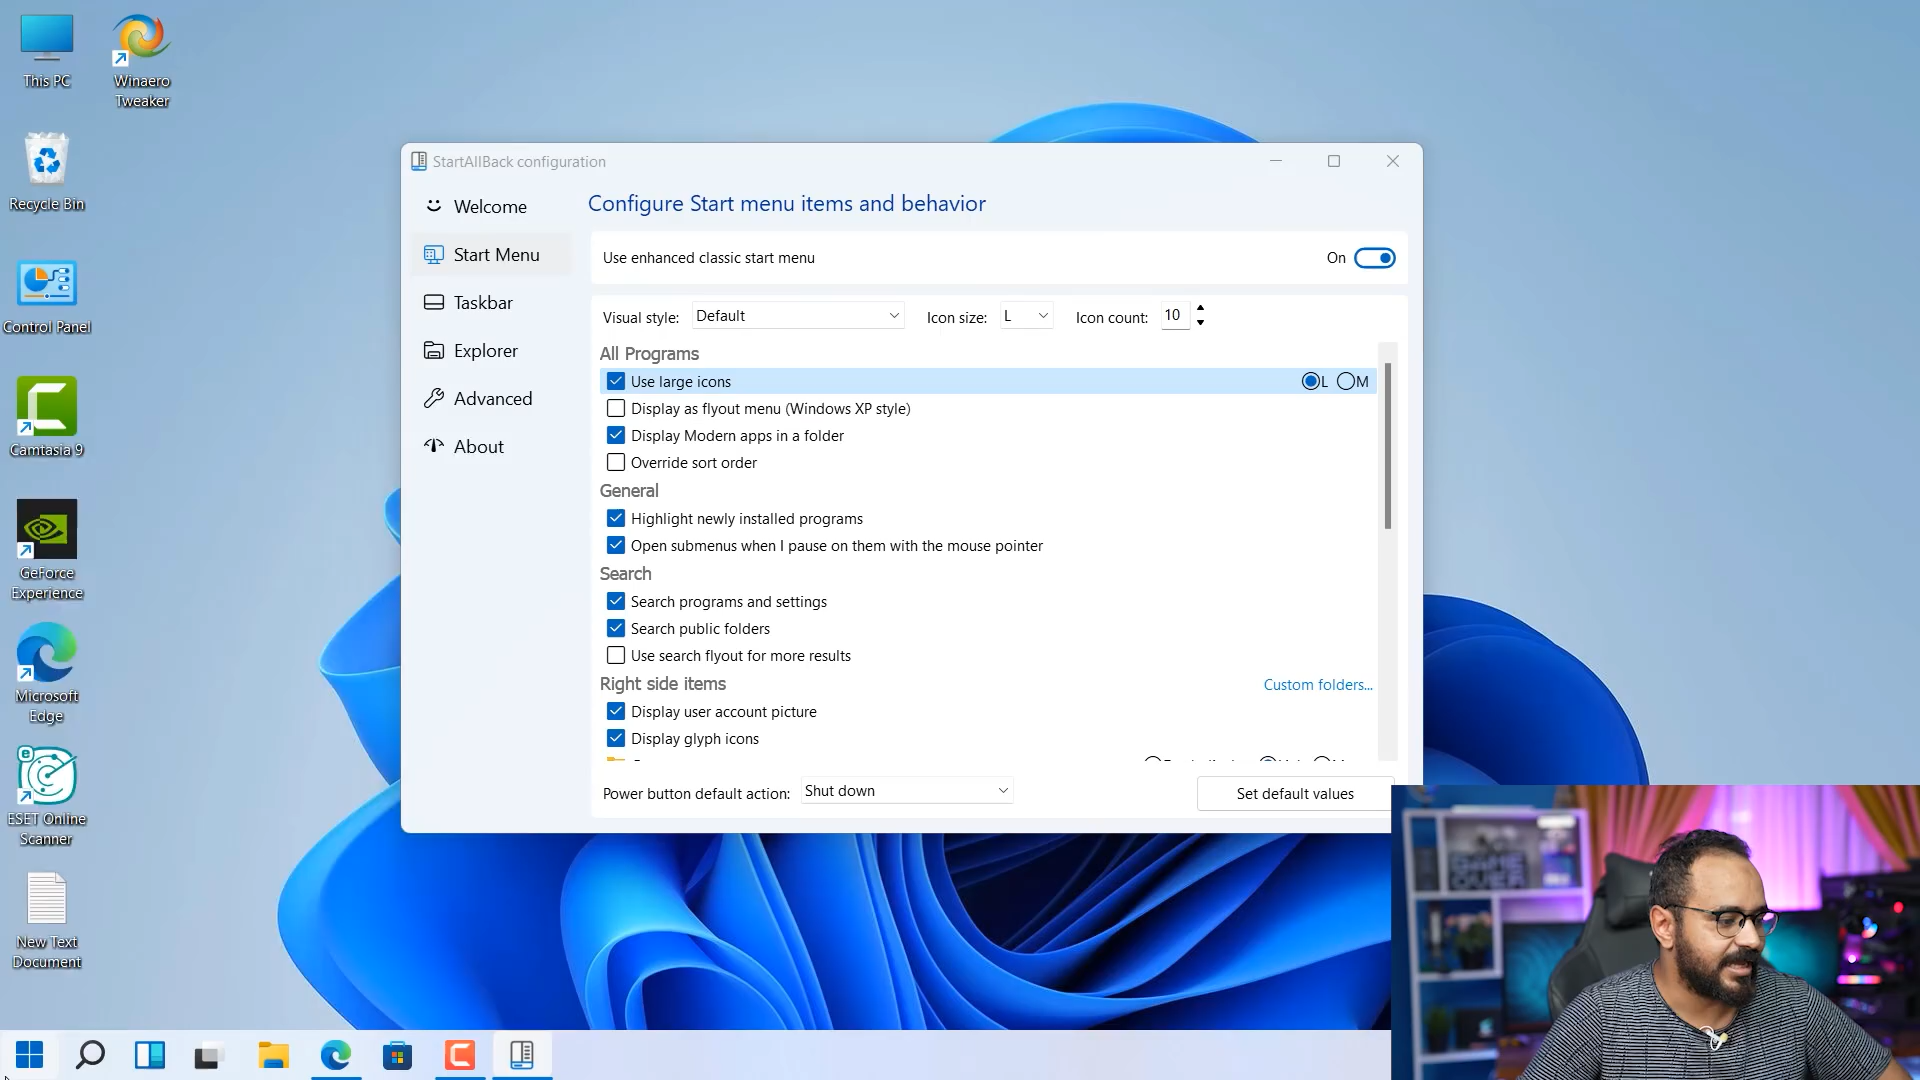 This PC
Winaero
Tweaker
Recycle Bin
Control Panel
Camtasia 9
GeForce
Experience
Microsoft
Edge
ESET Online
Scanner
New Text
Document
StartAllBack configuration
Welcome
Start Menu
Taskbar
Explorer
Advanced
About
Configure Start menu items and behavior
Use enhanced classic start menu
On
Visual style: Default Icon size: L Icon count: 10
All Programs
Use large icons L M
Display as flyout menu (Windows XP style)
Display Modern apps in a folder
Override sort order
General
Highlight newly installed programs
Open submenus when I pause on them with the mouse pointer
Search
Search programs and settings
Search public folders
Use search flyout for more results
Right side items Custom folders...
Display user account picture
Display glyph icons
Power button default action: Shut down Set default values
GAME
OVER